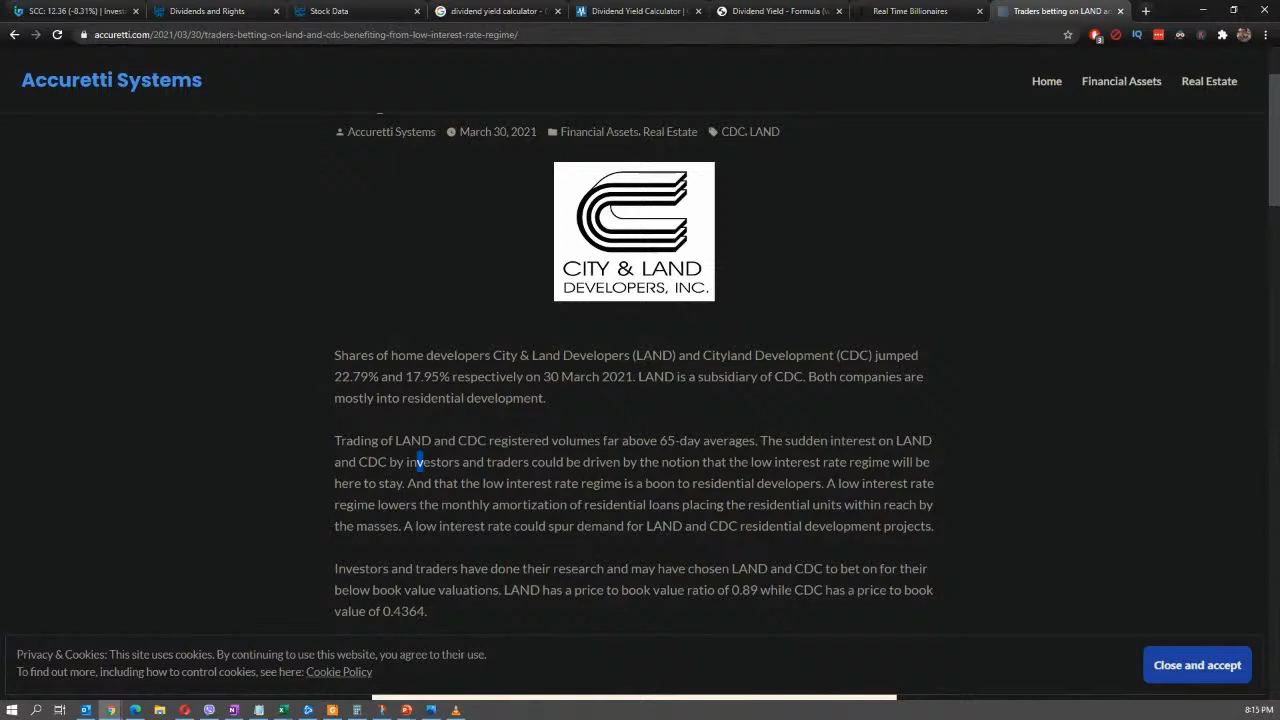 SCC: 12.36 (-8.31%) | Invest
Dividends and Rights
Stock Data
dividend yield calculator -
Dividend Yield Calculator |
Dividend Yield - Formula (w
Real Time Billionaires
Traders betting on LAND an
accuretti.com/2021/03/30/traders-betting-on-land-and-cdc-benefiting-from-low-interest-rate-regime/
Accuretti Systems
Home
Financial Assets
Real Estate
Accuretti Systems March 30, 2021 Financial Assets, Real Estate CDC, LAND
CITY & LAND
DEVELOPERS, INC.
Shares of home developers City & Land Developers (LAND) and Cityland Development (CDC) jumped
22.79% and 17.95% respectively on 30 March 2021. LAND is a subsidiary of CDC. Both companies are
mostly into residential development.
Trading of LAND and CDC registered volumes far above 65-day averages. The sudden interest on LAND
and CDC by investors and traders could be driven by the notion that the low interest rate regime will be
here to stay. And that the low interest rate regime is a boon to residential developers. A low interest rate
regime lowers the monthly amortization of residential loans placing the residential units within reach by
the masses. A low interest rate could spur demand for LAND and CDC residential development projects.
Investors and traders have done their research and may have chosen LAND and CDC to bet on for their
below book value valuations. LAND has a price to book value ratio of 0.89 while CDC has a price to book
value of 0.4364.
Privacy & Cookies: This site uses cookies. By continuing to use this website, you agree to their use.
To find out more, including how to control cookies, see here: Cookie Policy
Close and accept
8:15 PM